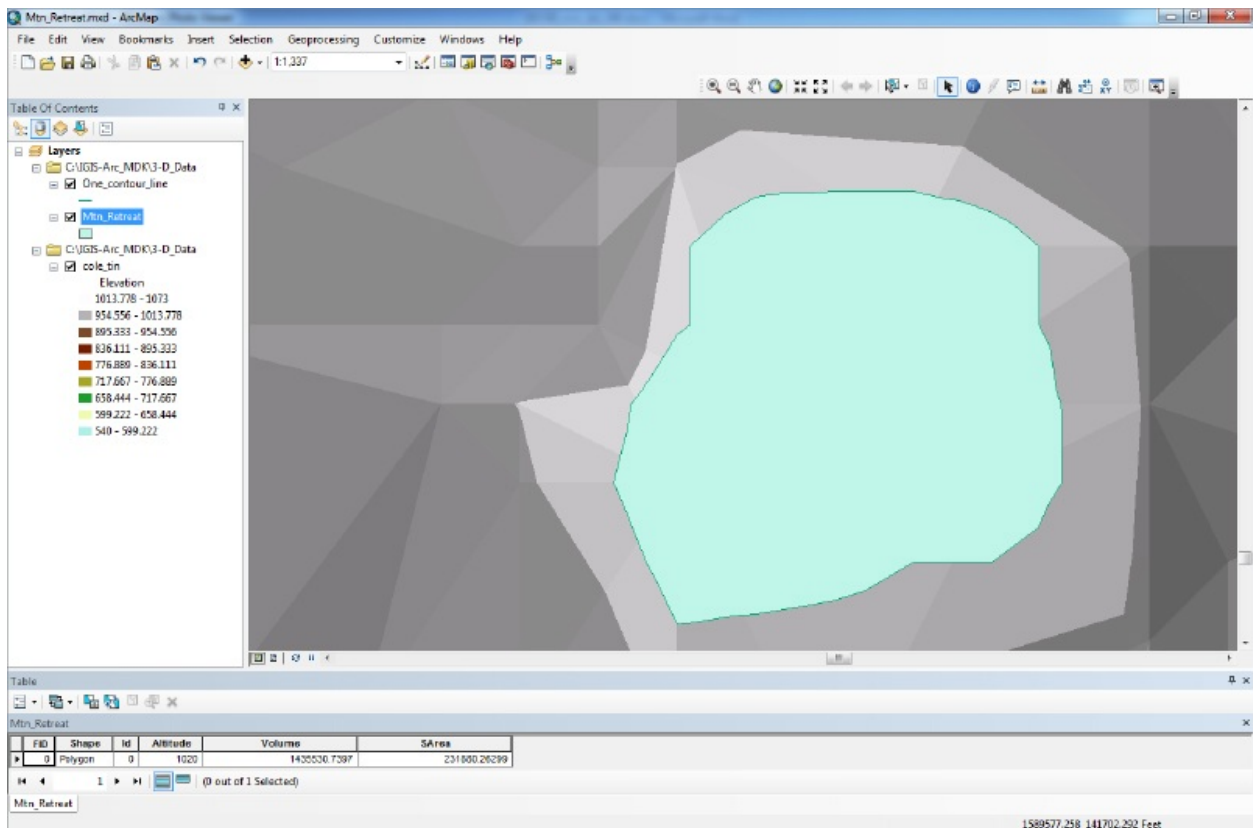 Mtn_Retreat.mxd - ArcMap
File Edit View Bookmarks Insert Selection Geoprocessing Customize Windows Help
1:1,337
Table Of Contents
Layers
C:\IGIS-Arc_MDK\3-D_Data
One_contour_line
Mtn_Retreat
C:\IGIS-Arc_MDK\3-D_Data
cole_tin
Elevation
1013.778 - 1073
954.556 - 1013.778
895.333 - 954.556
836.111 - 895.333
776.889 - 836.111
717.667 - 776.889
658.444 - 717.667
599.222 - 658.444
540 - 599.222
Table
Mtn_Retreat
FID Shape Id Altitude Volume SArea
0 Polygon 0 1020 1435530.7397 231680.26299
1 (0 out of 1 Selected)
Mtn_Retreat
1589577.258 141702.292 Feet